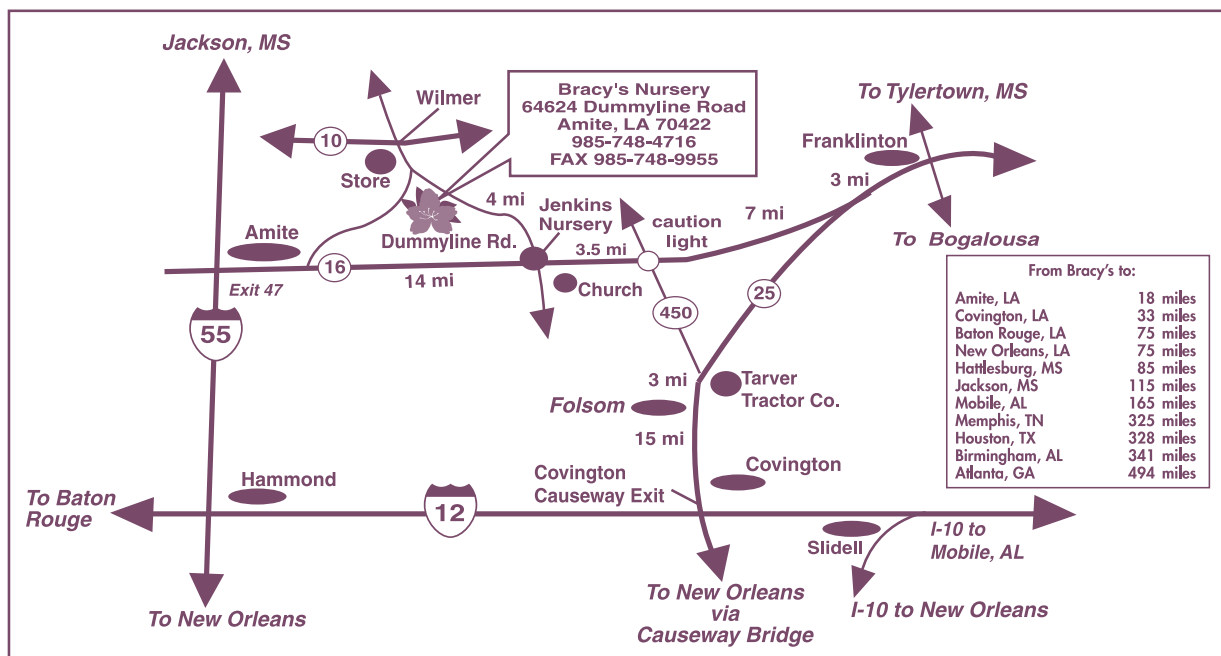 Jackson, MS
Wilmer
Bracy's Nursery
64624 Dummyline Road
Amite, LA 70422
985-748-4716
FAX 985-748-9955
To Tylertown, MS
Franklinton
10
Store
3 mi
4 mi
Jenkins
Nursery
7 mi
caution
light
Amite
Dummyline Rd.
3.5 mi
To Bogalousa
16
14 mi
Exit 47
Church
25
450
55
3 mi
Tarver
Tractor Co.
Folsom
15 mi
From Bracy's to:
Amite, LA 18 miles
Covington, LA 33 miles
Baton Rouge, LA 75 miles
New Orleans, LA 75 miles
Hattlesburg, MS 85 miles
Jackson, MS 115 miles
Mobile, AL 165 miles
Memphis, TN 325 miles
Houston, TX 328 miles
Birmingham, AL 341 miles
Atlanta, GA 494 miles
Hammond
Covington
Causeway Exit
Covington
To Baton
Rouge
12
Slidell
I-10 to
Mobile, AL
To New Orleans
To New Orleans
via
Causeway Bridge
I-10 to New Orleans